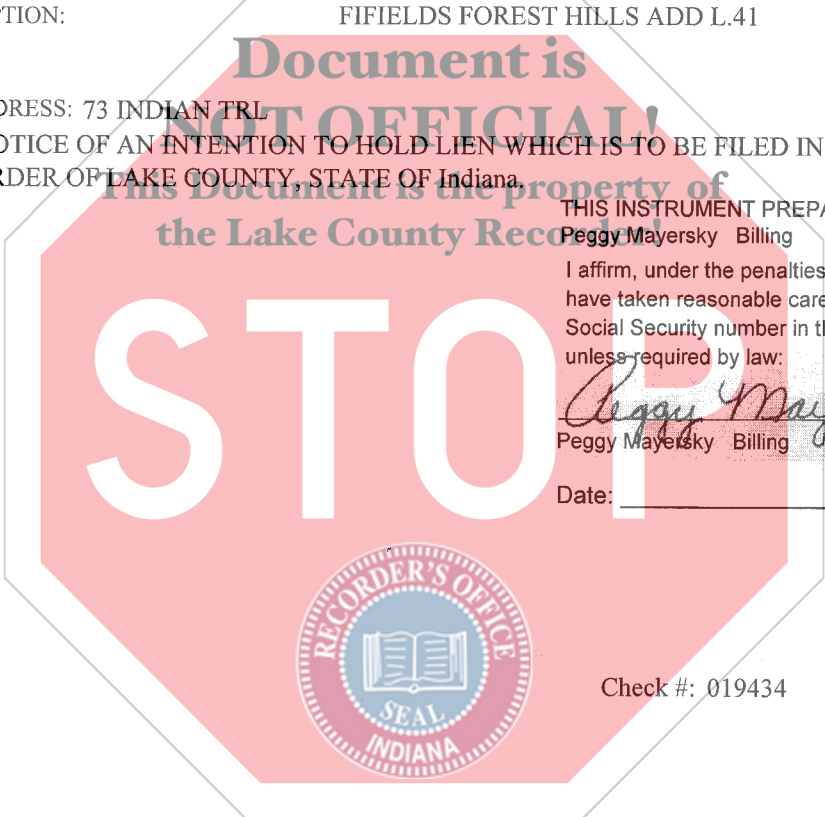 PTION: FIFIELDS FOREST HILLS ADD L.41
Document is
DRESS: 73 INDIAN TRL
NOT OFFICIAL!
OTICE OF AN INTENTION TO HOLD LIEN WHICH IS TO BE FILED IN
RDER OF LAKE COUNTY, STATE OF Indiana.
This Document is the property of
the Lake County Recorder!
THIS INSTRUMENT PREPA
Peggy Mayersky Billing
I affirm, under the penalties
have taken reasonable care
Social Security number in th
unless required by law:
STOP
Peggy May
Peggy Mayersky Billing
Date:
RECORDER'S OFFICE
SEAL
INDIANA
Check #: 019434